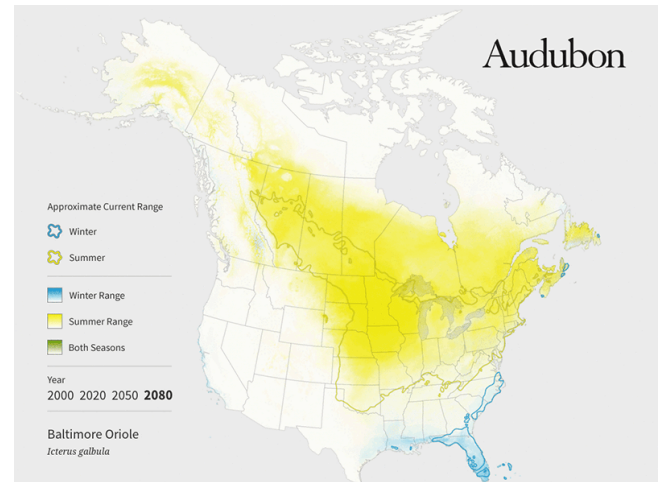 Audubon
Approximate Current Range
Winter
Summer
Winter Range
Summer Range
Both Seasons
Year
2000 2020 2050 2080
Baltimore Oriole
Icterus galbula